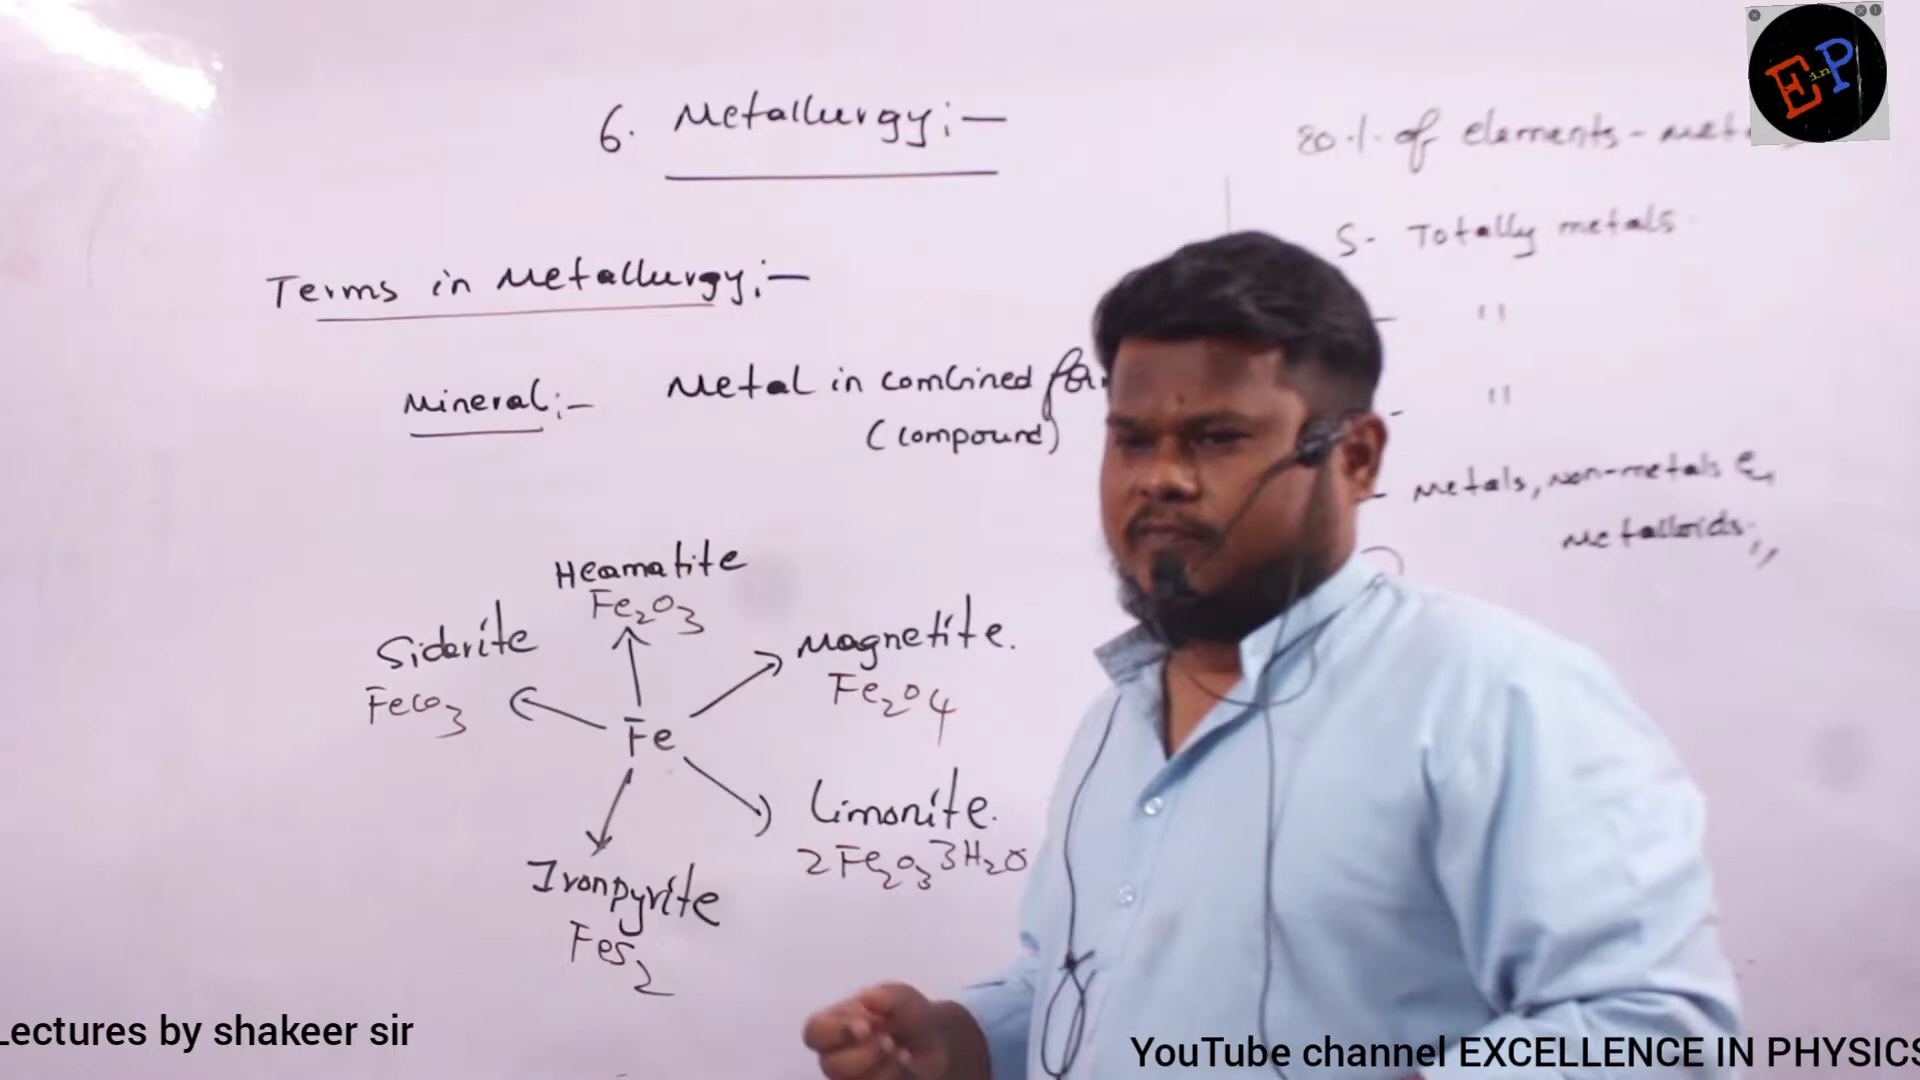 6. Metallurgy :-
Terms in Metallurgy :-
Mineral :- Metal in combined
(compound)
Heamatite
Fe2O3
Siderite
FeCO3
Magnetite.
Fe2O4
Fe
Limonite.
2Fe2O3 3H2O
Ironpyrite
FeS2
80 % of elements -
S - Totally metals
- "
- "
- Metals, Non-metals &
Metalloids,,
E in P
Lectures by shakeer sir
YouTube channel EXCELLENCE IN PHYSICS